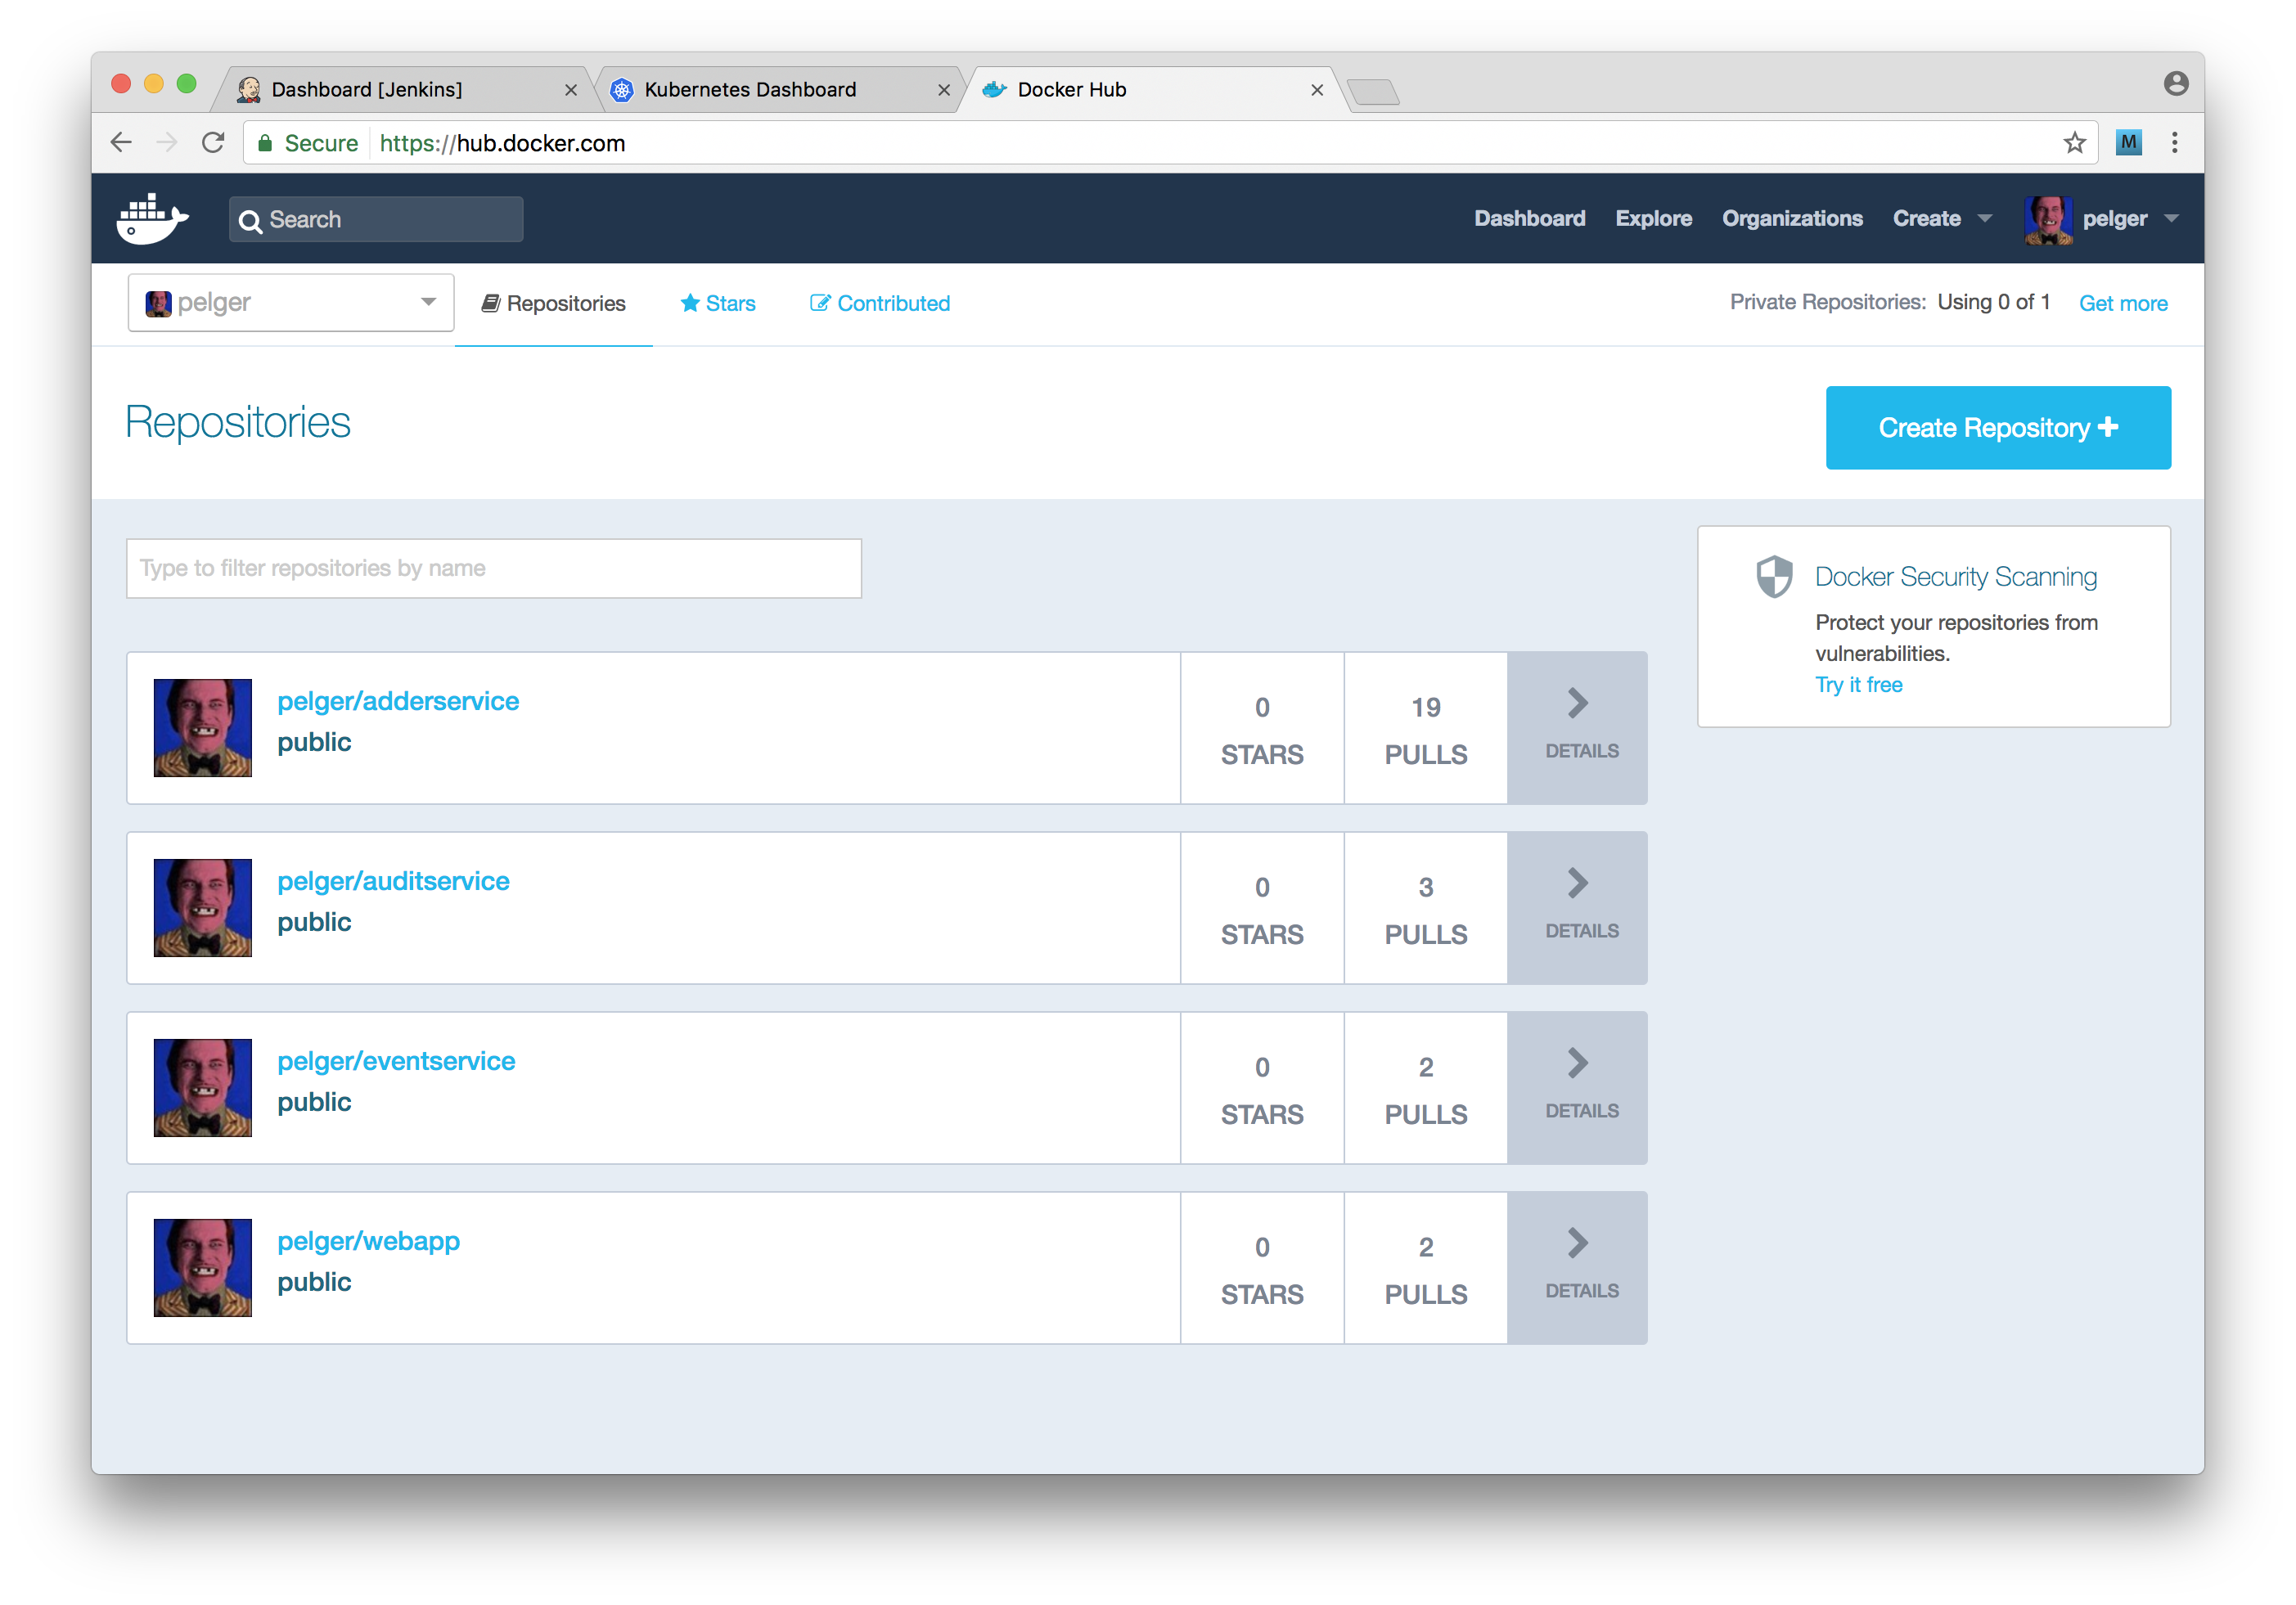 Dashboard [Jenkins]
Kubernetes Dashboard
Docker Hub
Secure https://hub.docker.com
M
Search
Dashboard Explore Organizations Create pelger
pelger
Repositories Stars Contributed
Private Repositories: Using 0 of 1 Get more
Repositories
Create Repository
Type to filter repositories by name
Docker Security Scanning
Protect your repositories from
vulnerabilities.
Try it free
pelger/adderservice
public
0
STARS
19
PULLS
DETAILS
pelger/auditservice
public
0
STARS
3
PULLS
DETAILS
pelger/eventservice
public
0
STARS
2
PULLS
DETAILS
pelger/webapp
public
0
STARS
2
PULLS
DETAILS